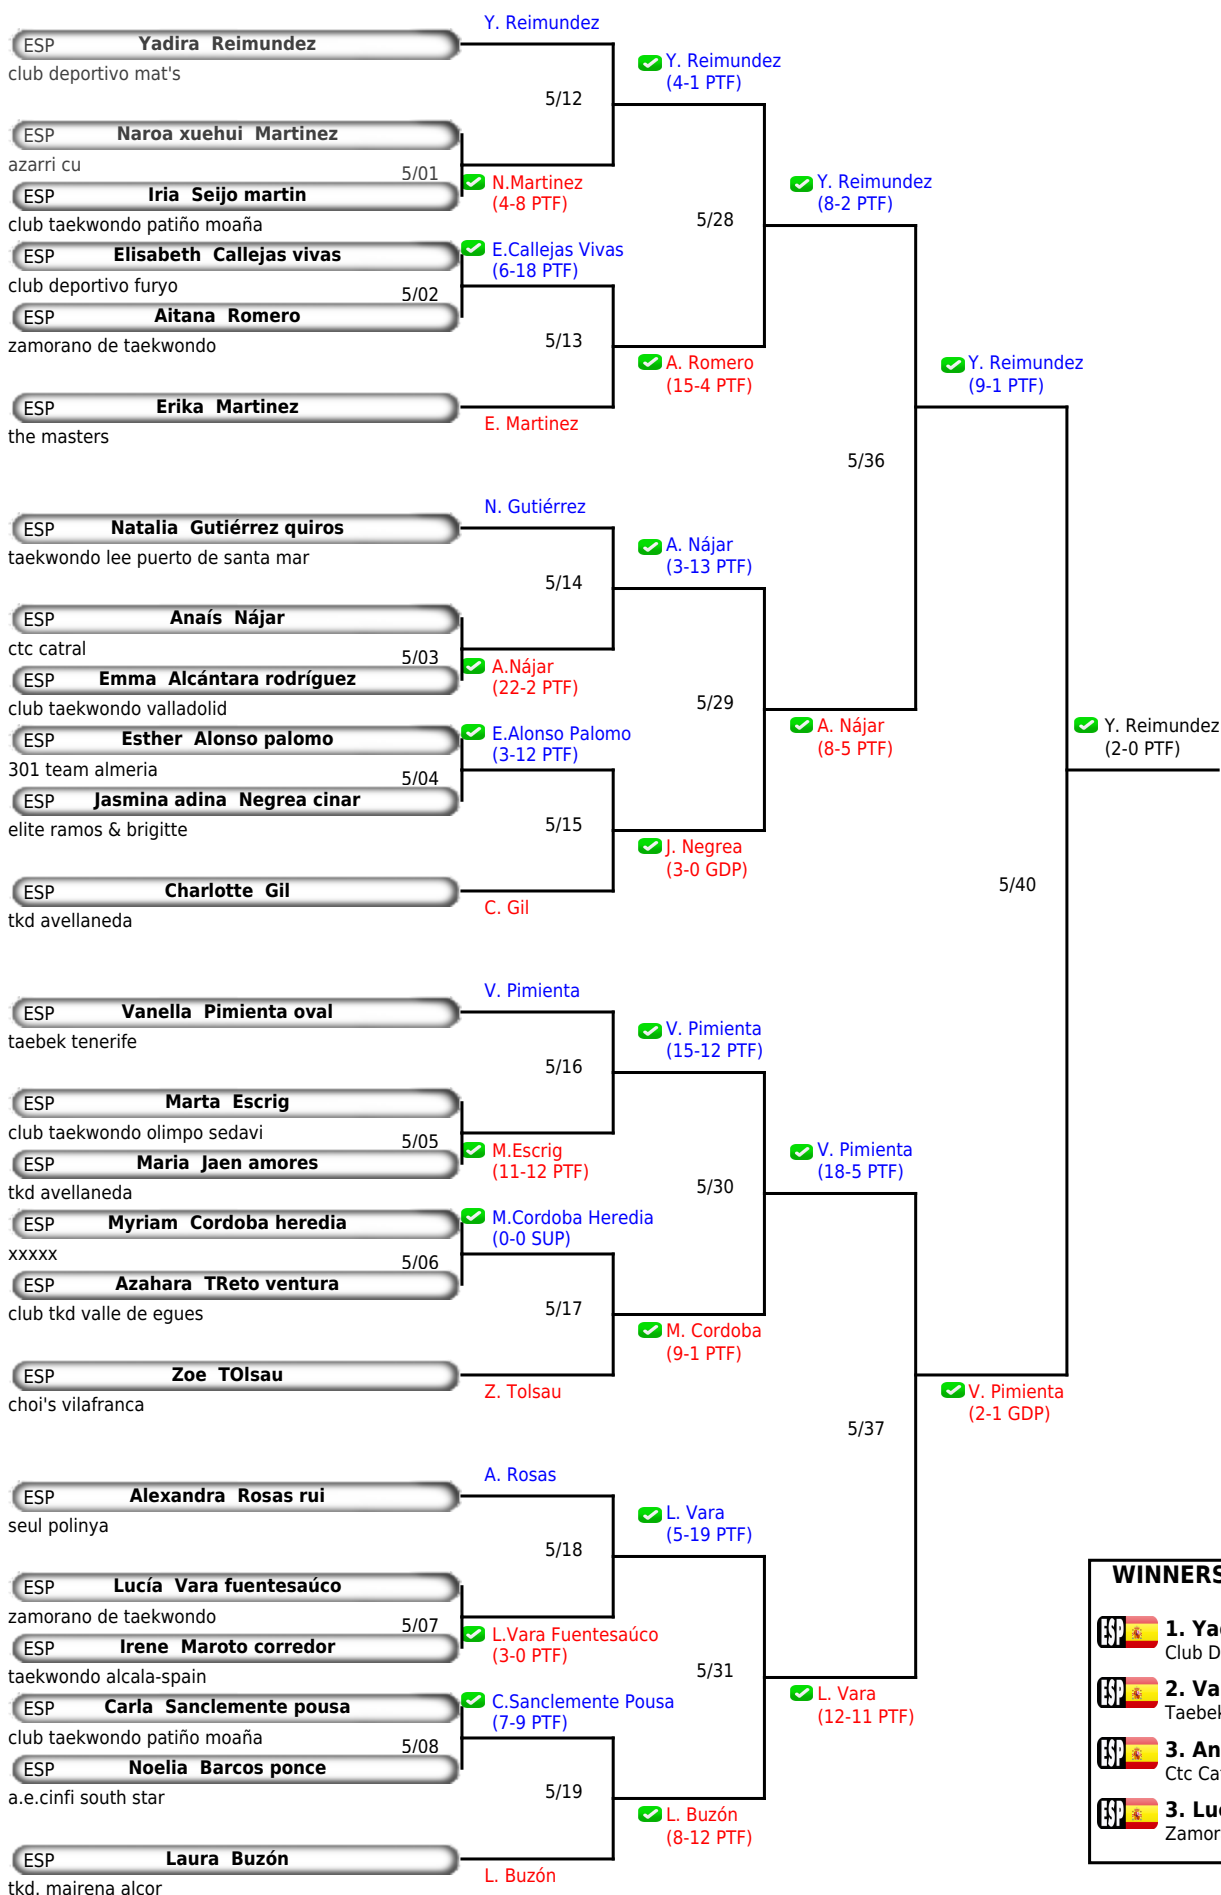 Y. Reimundez
ESP Yadira Reimundez
club deportivo mat's
Y. Reimundez
(4-1 PTF)
5/12
ESP Naroa xuehui Martinez
azarri cu
5/01
N.Martinez
(4-8 PTF)
ESP Iria Seijo martin
club taekwondo patiño moaña
Y. Reimundez
(8-2 PTF)
5/28
ESP Elisabeth Callejas vivas
club deportivo furyo
E.Callejas Vivas
(6-18 PTF)
5/02
ESP Aitana Romero
zamorano de taekwondo
5/13
A. Romero
(15-4 PTF)
Y. Reimundez
(9-1 PTF)
ESP Erika Martinez
the masters
E. Martinez
5/36
N. Gutiérrez
ESP Natalia Gutiérrez quiros
taekwondo lee puerto de santa mar
A. Nájar
(3-13 PTF)
5/14
ESP Anaís Nájar
ctc catral
5/03
A.Nájar
(22-2 PTF)
ESP Emma Alcántara rodríguez
club taekwondo valladolid
5/29
ESP Esther Alonso palomo
301 team almeria
E.Alonso Palomo
(3-12 PTF)
A. Nájar
(8-5 PTF)
Y. Reimundez
(2-0 PTF)
5/04
ESP Jasmina adina Negrea cinar
elite ramos & brigitte
5/15
J. Negrea
(3-0 GDP)
ESP Charlotte Gil
tkd avellaneda
C. Gil
5/40
V. Pimienta
ESP Vanella Pimienta oval
taebek tenerife
V. Pimienta
(15-12 PTF)
5/16
ESP Marta Escrig
club taekwondo olimpo sedavi
5/05
M.Escrig
(11-12 PTF)
ESP Maria Jaen amores
tkd avellaneda
V. Pimienta
(18-5 PTF)
5/30
ESP Myriam Cordoba heredia
xxxxx
M.Cordoba Heredia
(0-0 SUP)
5/06
ESP Azahara TReto ventura
club tkd valle de egues
5/17
M. Cordoba
(9-1 PTF)
ESP Zoe TOlsau
choi's vilafranca
Z. Tolsau
V. Pimienta
(2-1 GDP)
5/37
A. Rosas
ESP Alexandra Rosas rui
seul polinya
L. Vara
(5-19 PTF)
5/18
ESP Lucía Vara fuentesaúco
zamorano de taekwondo
5/07
L.Vara Fuentesaúco
(3-0 PTF)
ESP Irene Maroto corredor
taekwondo alcala-spain
5/31
ESP Carla Sanclemente pousa
club taekwondo patiño moaña
C.Sanclemente Pousa
(7-9 PTF)
L. Vara
(12-11 PTF)
5/08
ESP Noelia Barcos ponce
a.e.cinfi south star
5/19
L. Buzón
(8-12 PTF)
ESP Laura Buzón
tkd. mairena alcor
L. Buzón
WINNERS
ESP 1.
Club D
ESP 2.
Taebek
ESP 3.
Ctc
ESP 3.